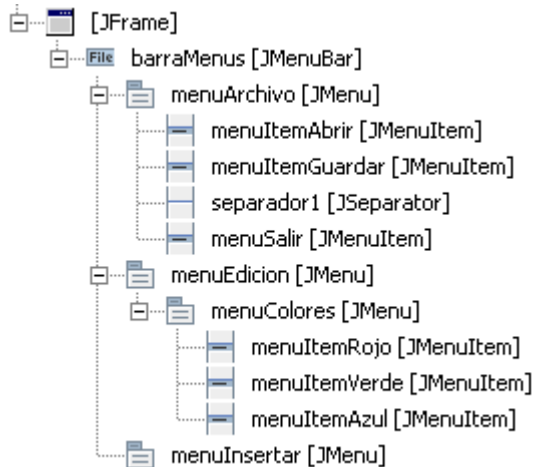 [JFrame]
File barraMenus [JMenuBar]
menuArchivo [JMenu]
menuItemAbrir [JMenuItem]
menuItemGuardar [JMenuItem]
separador1 [JSeparator]
menuSalir [JMenuItem]
menuEdicion [JMenu]
menuColores [JMenu]
menuItemRojo [JMenuItem]
menuItemVerde [JMenuItem]
menuItemAzul [JMenuItem]
menuInsertar [JMenu]